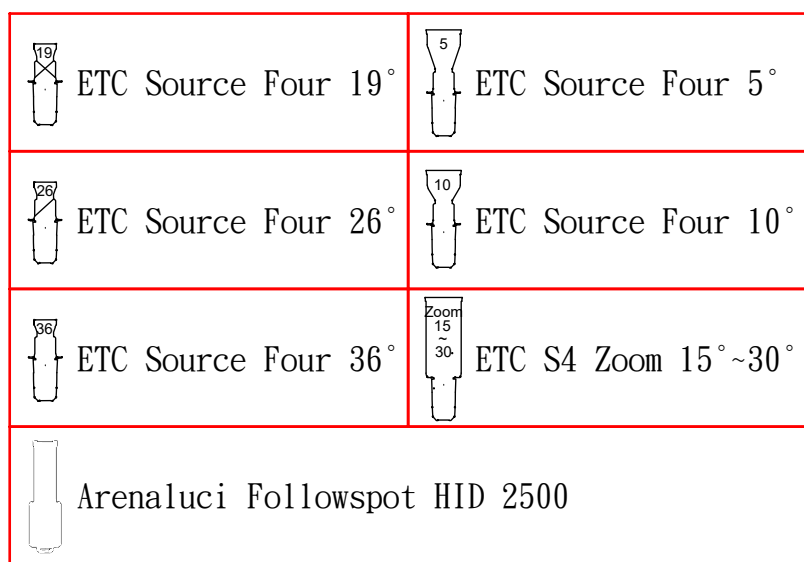 19
ETC Source Four 19°
5
ETC Source Four 5°
26
ETC Source Four 26°
10
ETC Source Four 10°
36
ETC Source Four 36°
Zoom
15
~
30
ETC S4 Zoom 15°~30°
Arenaluci Followspot HID 2500